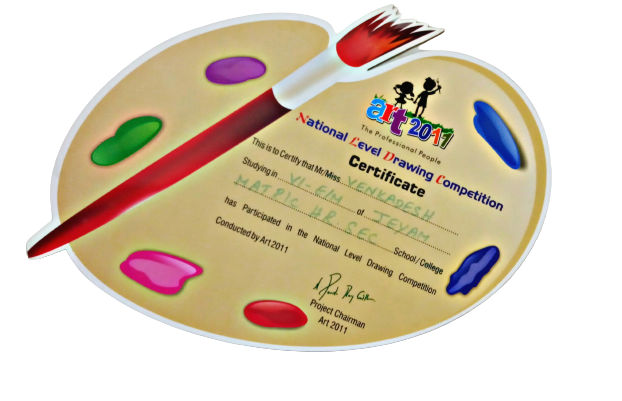 art 2011
The Professional People
National Level Drawing Competition
Certificate
This is to Certify that Mr/Miss. VENKADESH
Studying in VI-E/M of JEYAM
MATRIC HR SEC School/College
has Participated in the National Level Drawing Competition
Conducted by Art 2011
Project Chairman
Art 2011